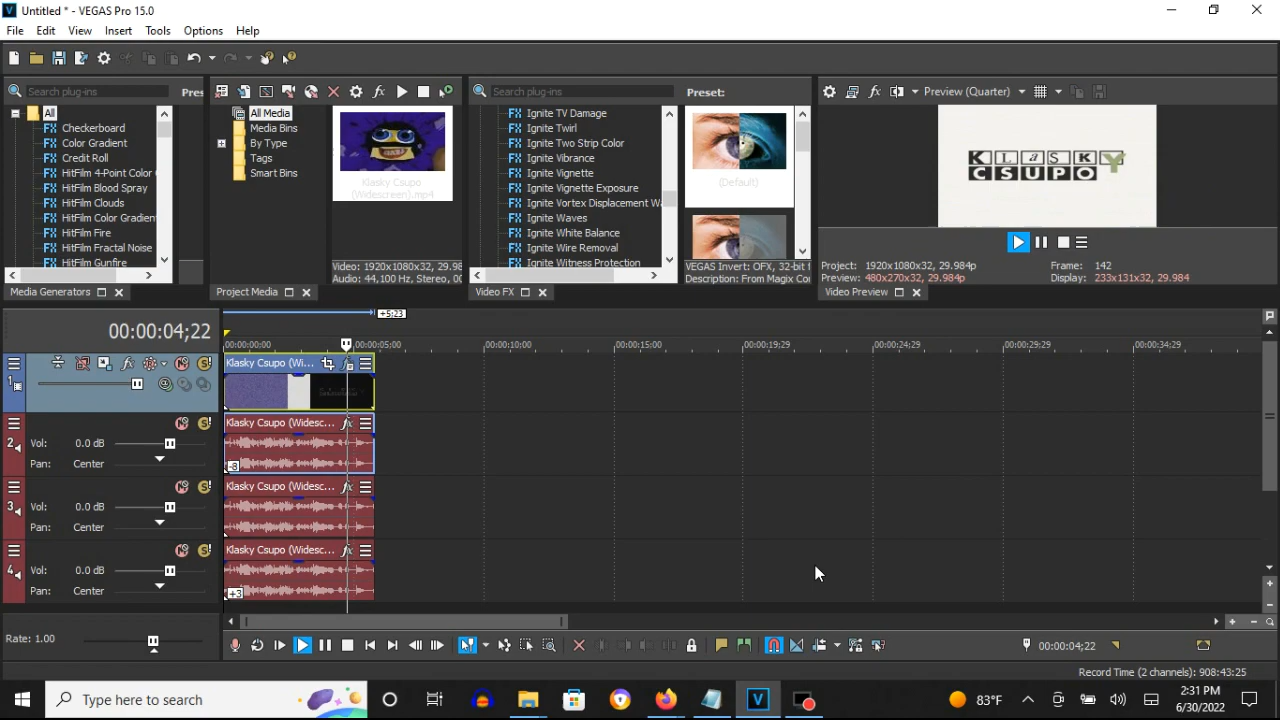 Untitled * - VEGAS Pro 15.0
File Edit View Insert Tools Options Help
Search plug-ins
Pres
All
Checkerboard
Color Gradient
Credit Roll
HitFilm 4-Point Color
HitFilm Blood Spray
HitFilm Clouds
HitFilm Color Gradien
HitFilm Fire
HitFilm Fractal Noise
HitFilm Gunfire
Media Generators
All Media
Media Bins
By Type
Tags
Smart Bins
Klasky Csupo
(Widescreen).mp4
Video: 1920x1080x32, 29.98
Audio: 44,100 Hz, Stereo, 00
Project Media
Search plug-ins
Preset:
Ignite TV Damage
Ignite Twirl
Ignite Two Strip Color
Ignite Vibrance
Ignite Vignette
Ignite Vignette Exposure
Ignite Vortex Displacement Wa
Ignite Waves
Ignite White Balance
Ignite Wire Removal
Ignite Witness Protection
(Default)
VEGAS Invert: OFX, 32-bit f
Description: From Magix Co
Video FX
Preview (Quarter)
KLaSKY
CSUPO
Project: 1920x1080x32, 29.984p
Preview: 480x270x32, 29.984p
Frame: 142
Display: 233x131x32, 29.984
Video Preview
00:00:04;22
+5;23
00:00:00;00 00:00:05;00 00:00:10;00 00:00:15;00 00:00:19;29 00:00:24;29 00:00:29;29 00:00:34;29
1
Klasky Csupo (Wi...
2
Vol: 0.0 dB
Pan: Center
Klasky Csupo (Widesc...
-8
3
Vol: 0.0 dB
Pan: Center
Klasky Csupo (Widesc...
4
Vol: 0.0 dB
Pan: Center
Klasky Csupo (Widesc...
+3
Rate: 1.00
00:00:04;22
Record Time (2 channels): 908:43:25
Type here to search
83°F
2:31 PM
6/30/2022